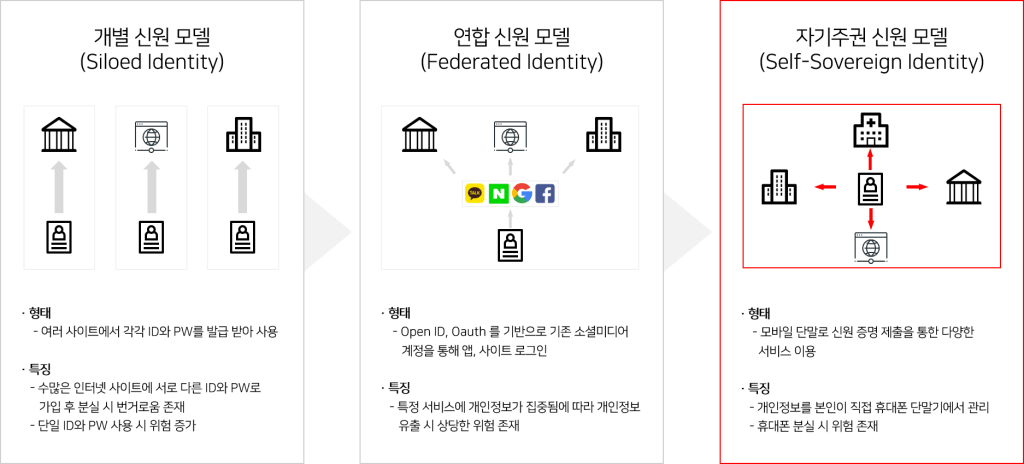 개별 신원 모델
(Siloed Identity)
· 형태
- 여러 사이트에서 각각 ID와 PW를 발급 받아 사용
· 특징
- 수많은 인터넷 사이트에 서로 다른 ID와 PW로
가입 후 분실 시 번거로움 존재
- 단일 ID와 PW 사용 시 위험 증가
연합 신원 모델
(Federated Identity)
TALK N G f
· 형태
- Open ID, Oauth 를 기반으로 기존 소셜미디어
계정을 통해 앱, 사이트 로그인
· 특징
- 특정 서비스에 개인정보가 집중됨에 따라 개인정보
유출 시 상당한 위험 존재
자기주권 신원 모델
(Self-Sovereign Identity)
· 형태
- 모바일 단말로 신원 증명 제출을 통한 다양한
서비스 이용
· 특징
- 개인정보를 본인이 직접 휴대폰 단말기에서 관리
- 휴대폰 분실 시 위험 존재